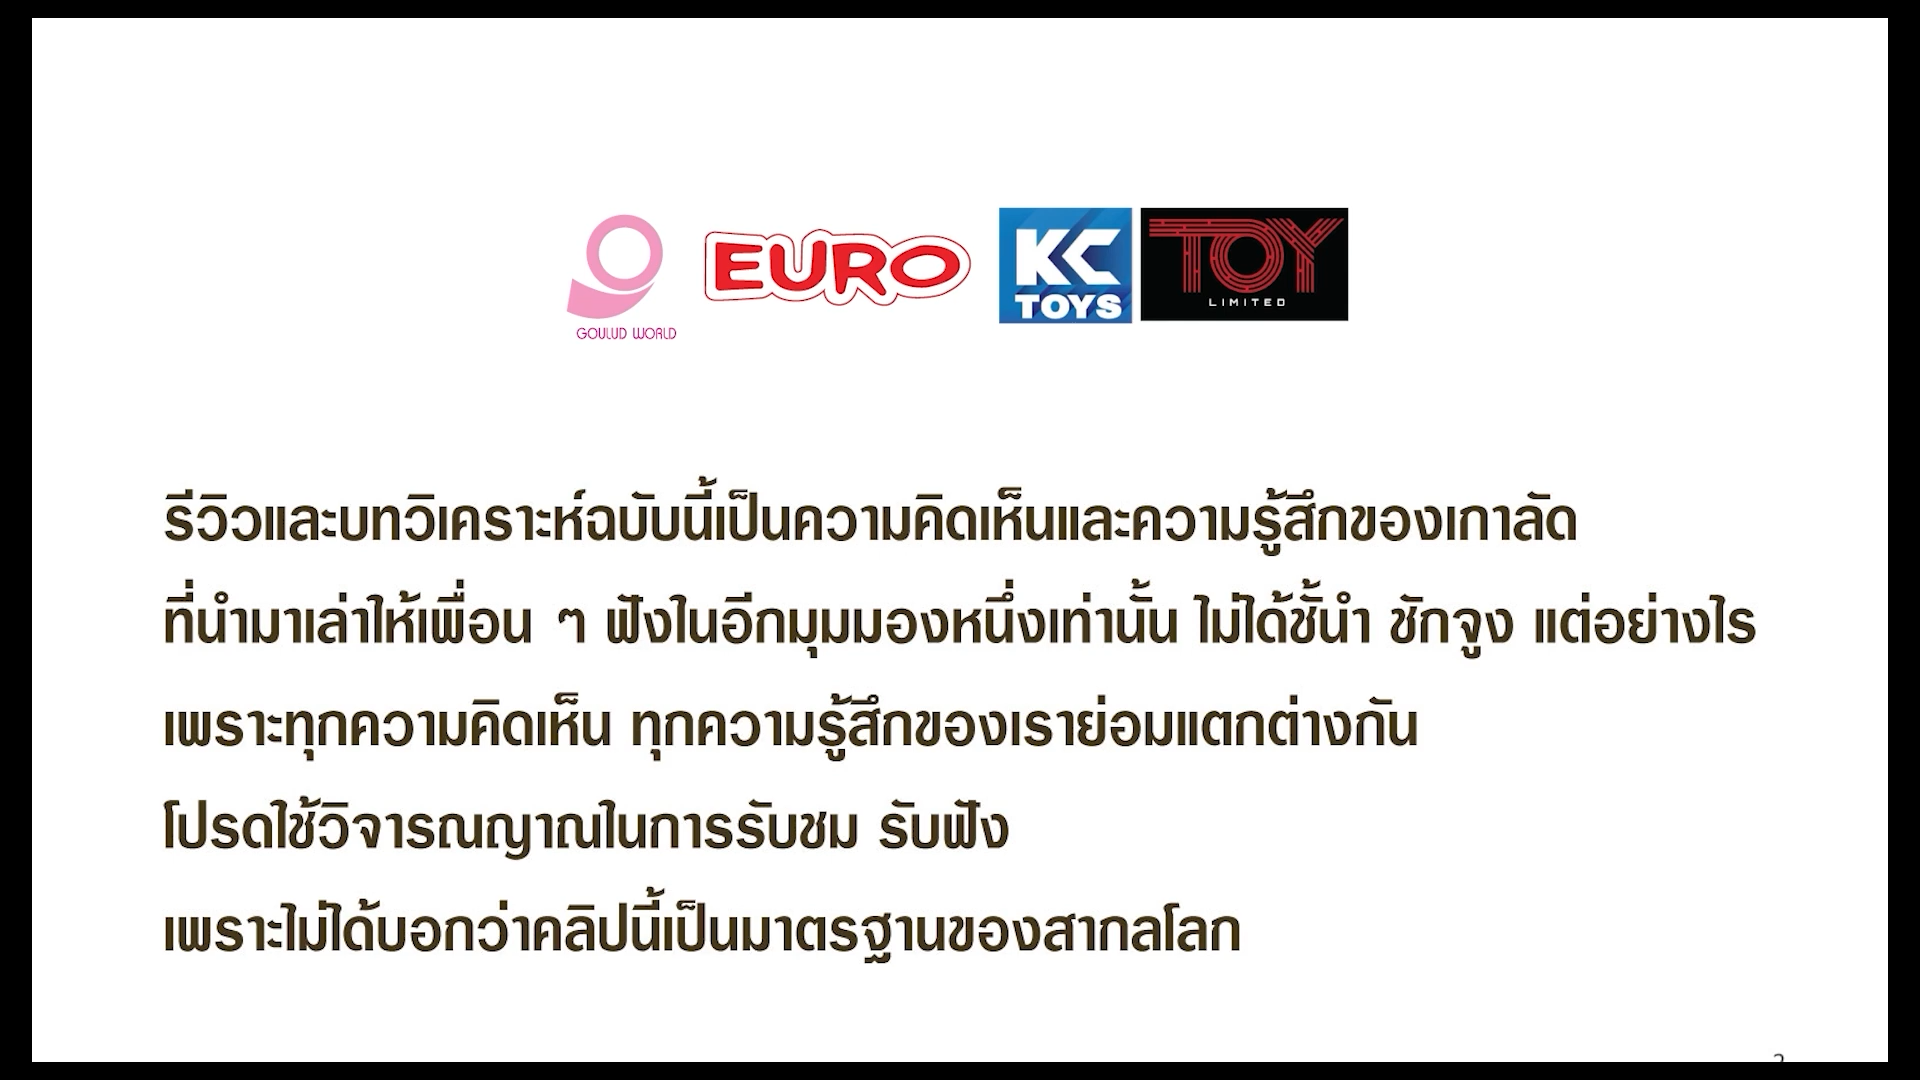 GOULUD WORLD
EURO
KC TOYS
TOY LIMITED
รีวิวและบทวิเคราะห์ฉบับนี้เป็นความคิดเห็นและความรู้สึกของเกาลัด
ที่นำมาเล่าให้เพื่อน ๆ ฟังในอีกมุมมองหนึ่งเท่านั้น ไม่ได้ชั้นำ ชักจูง แต่อย่างไร
เพราะทุกความคิดเห็น ทุกความรู้สึกของเราย่อมแตกต่างกัน
โปรดใช้วิจารณญาณในการรับชม รับฟัง
เพราะไม่ได้บอกว่าคลิปนี้เป็นมาตรฐานของสากลโลก